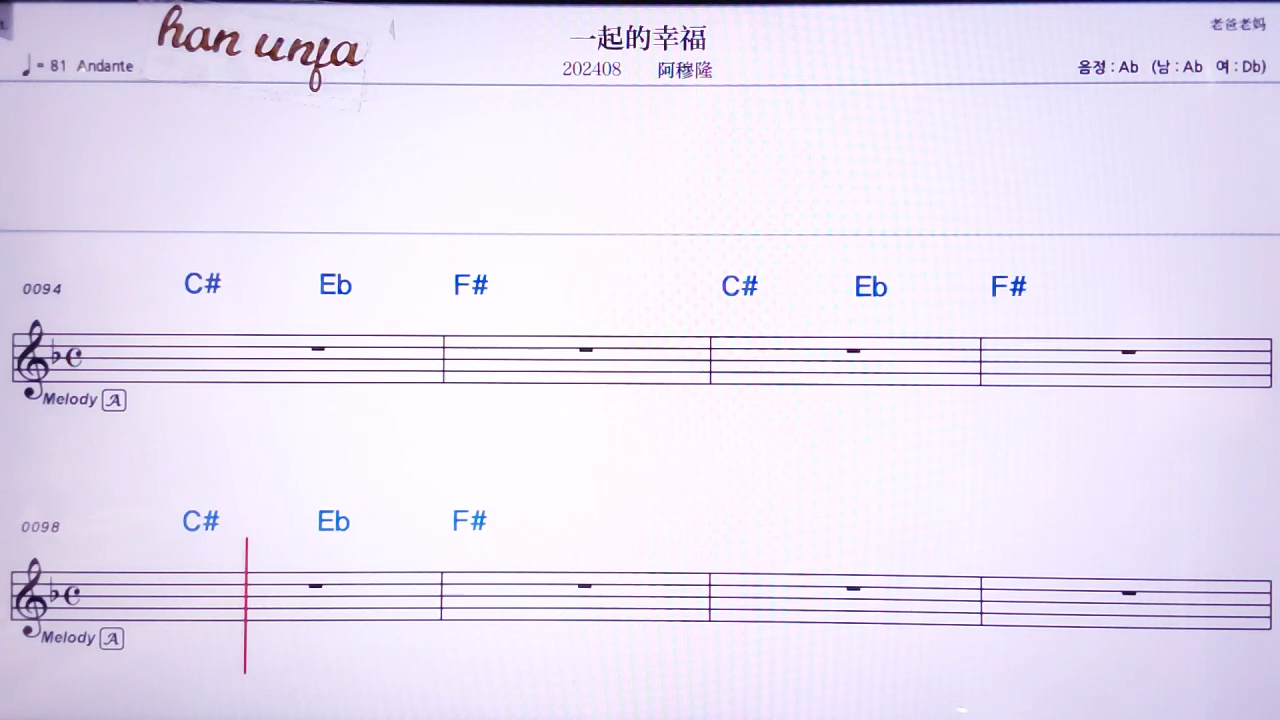 han unfa
一起的幸福
老爸老妈
♩= 81 Andante
202408 阿穆隆
음정 : Ab (남 : Ab 여 : Db)
0094 C# Eb F# C# Eb F#
Melody A
0098 C# Eb F#
Melody A